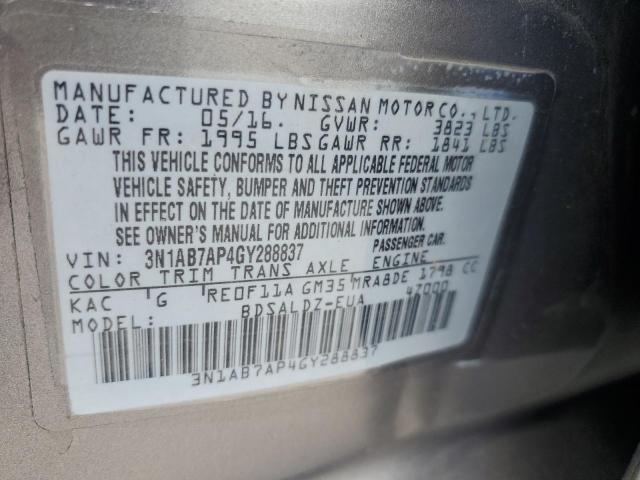 MANUFACTURED BY NISSAN MOTOR CO., LTD.
DATE: 05/16. GVWR: 3823 LBS
GAWR FR: 1995 LBS GAWR RR: 1841 LBS
THIS VEHICLE CONFORMS TO ALL APPLICABLE FEDERAL MOTOR
VEHICLE SAFETY, BUMPER AND THEFT PREVENTION STANDARDS
IN EFFECT ON THE DATE OF MANUFACTURE SHOWN ABOVE.
SEE OWNER'S MANUAL FOR ADDITIONAL INFORMATION.
VIN: 3N1AB7AP4GY288837 PASSENGER CAR.
COLOR TRIM TRANS AXLE ENGINE
KAC G RE0F11A GM35 MRA8DE 1798 CC
MODEL: BDSALDZ-EUA 47000
3N1AB7AP4GY288837